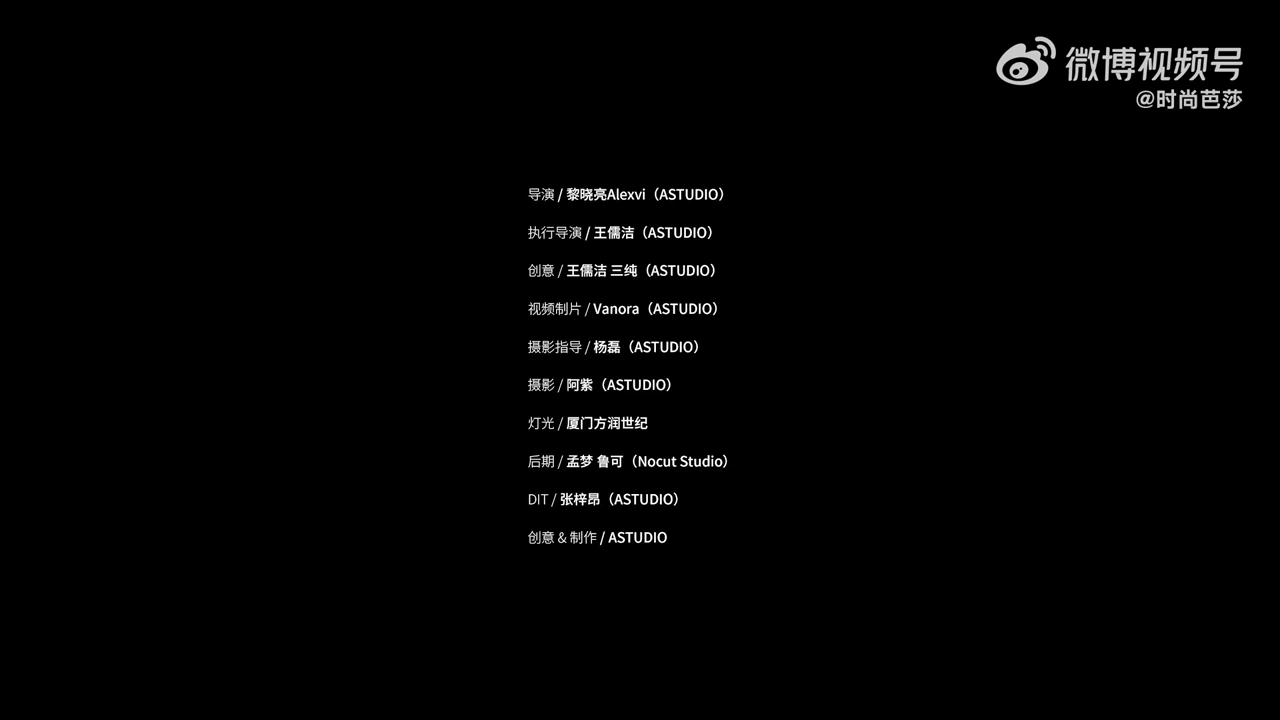 微博视频号
@时尚芭莎
导演 / 黎晓亮Alexvi（ASTUDIO）
执行导演 / 王儒洁（ASTUDIO）
创意 / 王儒洁 三纯（ASTUDIO）
视频制片 / Vanora（ASTUDIO）
摄影指导 / 杨磊（ASTUDIO）
摄影 / 阿紫（ASTUDIO）
灯光 / 厦门方润世纪
后期 / 孟梦 鲁可（Nocut Studio）
DIT / 张梓昂（ASTUDIO）
创意 & 制作 / ASTUDIO